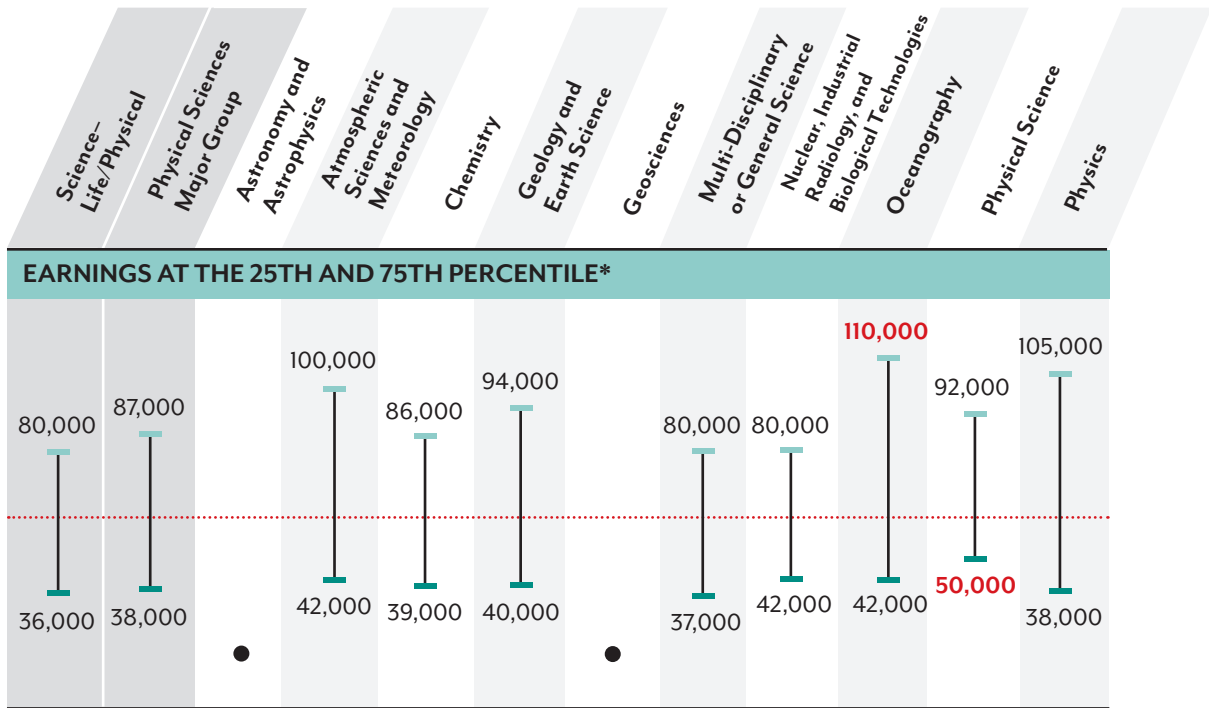 Science–
Life/Physical
Physical Sciences
Major Group
Astronomy and
Astrophysics
Atmospheric
Sciences and
Meteorology
Chemistry
Geology and
Earth Science
Geosciences
Multi-Disciplinary
or General Science
Nuclear, Industrial
Radiology, and
Biological Technologies
Oceanography
Physical Science
Physics
EARNINGS AT THE 25TH AND 75TH PERCENTILE*
80,000
87,000
100,000
86,000
94,000
80,000
80,000
110,000
92,000
105,000
36,000
38,000
42,000
39,000
40,000
37,000
42,000
42,000
50,000
38,000